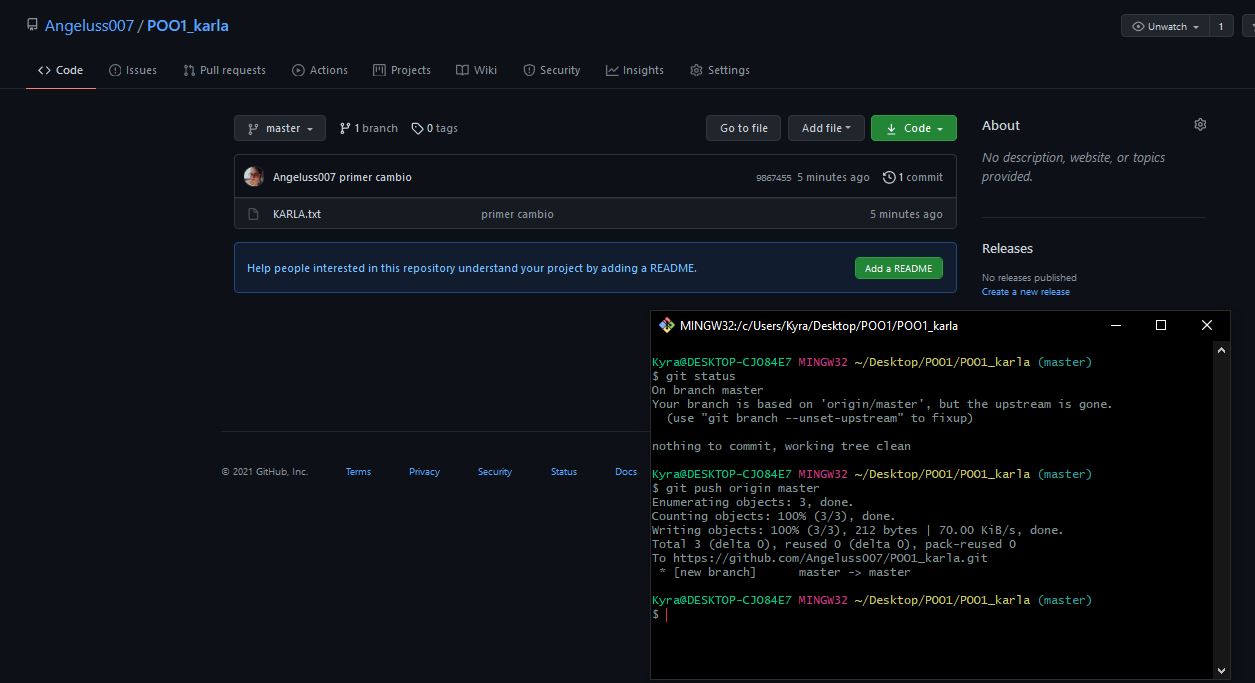 Angeluss007 / POO1_karla
Unwatch 1
Code Issues Pull requests Actions Projects Wiki Security Insights Settings
master 1 branch 0 tags Go to file Add file Code
Angeluss007 primer cambio 9867455 5 minutes ago 1 commit
KARLA.txt primer cambio 5 minutes ago
Help people interested in this repository understand your project by adding a README. Add a README
About
No description, website, or topics
provided.
Releases
No releases published
Create a new release
© 2021 GitHub, Inc. Terms Privacy Security Status Docs
MINGW32:/c/Users/Kyra/Desktop/POO1/POO1_karla
Kyra@DESKTOP-CJO84E7 MINGW32 ~/Desktop/POO1/POO1_karla (master)
$ git status
On branch master
Your branch is based on 'origin/master', but the upstream is gone.
(use "git branch --unset-upstream" to fixup)
nothing to commit, working tree clean
Kyra@DESKTOP-CJO84E7 MINGW32 ~/Desktop/POO1/POO1_karla (master)
$ git push origin master
Enumerating objects: 3, done.
Counting objects: 100% (3/3), done.
Writing objects: 100% (3/3), 212 bytes | 70.00 KiB/s, done.
Total 3 (delta 0), reused 0 (delta 0), pack-reused 0
To https://github.com/Angeluss007/POO1_karla.git
* [new branch] master -> master
Kyra@DESKTOP-CJO84E7 MINGW32 ~/Desktop/POO1/POO1_karla (master)
$